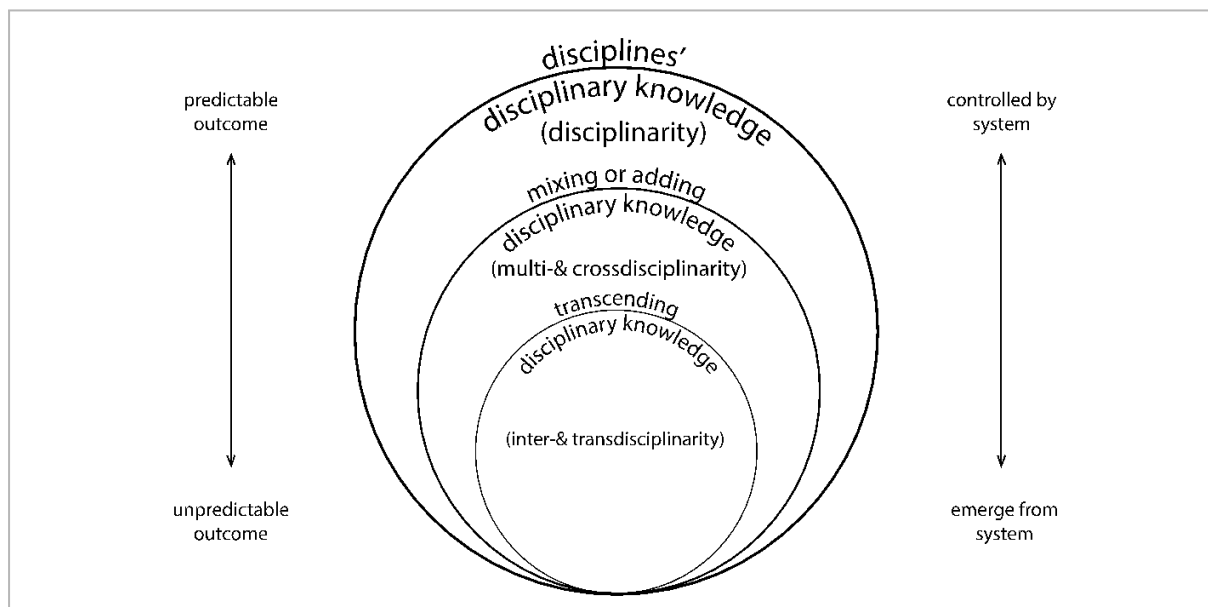 disciplines'
disciplinary knowledge
(disciplinarity)
predictable
outcome
controlled by
system
mixing or adding
disciplinary knowledge
(multi-& crossdisciplinarity)
transcending
disciplinary knowledge
(inter-& transdisciplinarity)
unpredictable
outcome
emerge from
system